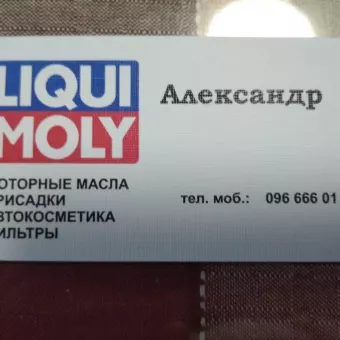 LIQUI
MOLY
Александр
ОТОРНЫЕ МАСЛА
РИСАДКИ
ВТОКОСМЕТИКА
ИЛЬТРЫ
тел. моб.: 096 666 01